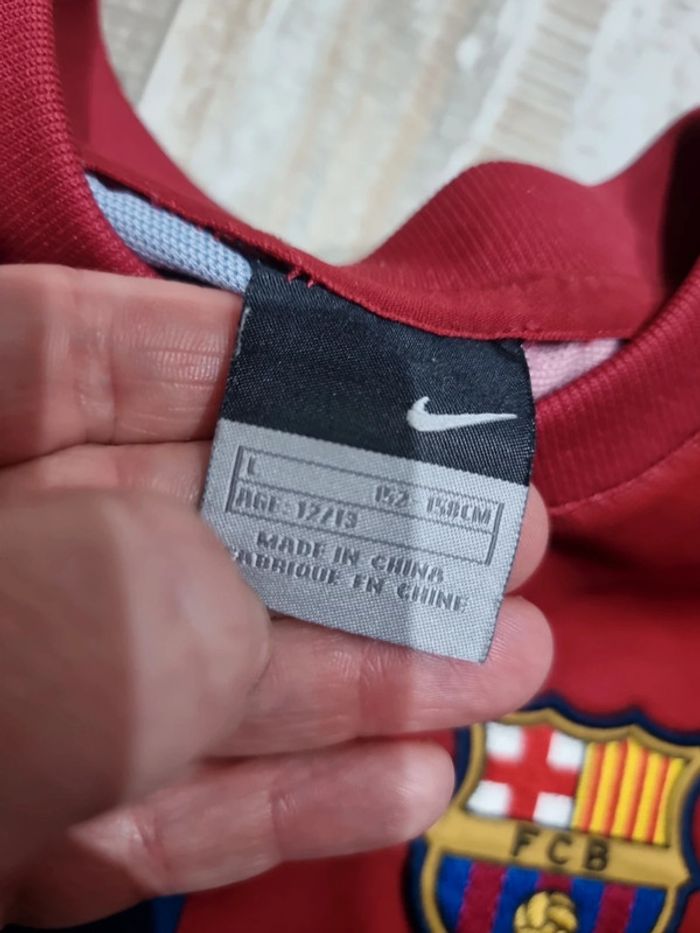 L 152-158CM
AGE: 12/13
MADE IN CHINA
FABRIQUE EN CHINE
FCB